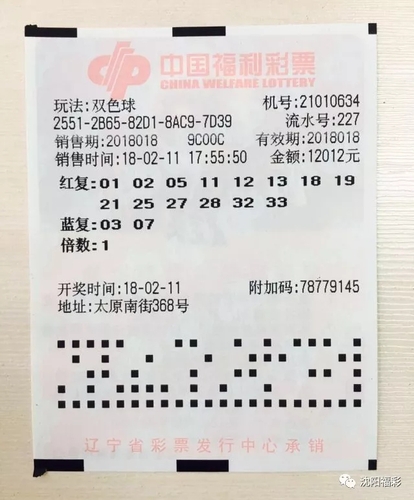 中国福利彩票
CHINA WELFARE LOTTERY
玩法:双色球 机号:21010634
2551-2B65-82D1-8AC9-7D39 流水号:227
销售期:2018018 9C00C 有效期:2018018
销售时间:18-02-11 17:55:50 金额:12012元
红复:01 02 05 11 12 13 18 19
21 25 27 28 32 33
蓝复:03 07
倍数:1
开奖时间:18-02-11 附加码:78779145
地址:太原南街368号
辽宁省彩票发行中心承销
沈阳福彩